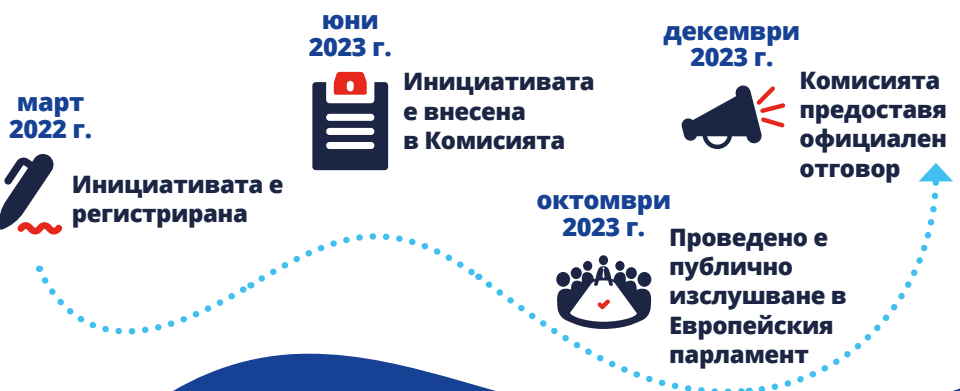 март
2022 г.
Инициативата е
регистрирана
юни
2023 г.
Инициативата
е внесена
в Комисията
октомври
2023 г.
Проведено е
публично
изслушване в
Европейския
парламент
декември
2023 г.
Комисията
предоставя
официален
отговор